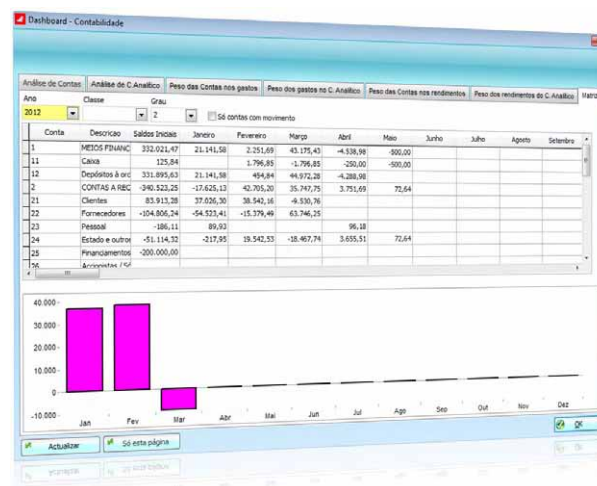 Dashboard - Contabilidade
Análise de Contas Análise de C Analítico Peso das Contas nos gastos Peso dos gastos no C. Analítico Peso das Contas nos rendimentos Peso dos rendimentos do C. Analítico Matriz
Ano Classe Grau
2012 2 Só contas com movimento
Conta Descricao Saldos Iniciais Janeiro Fevereiro Março Abril Maio Junho Julho Agosto Setembro
1 MEIOS FINANC 332.021,47 21.141,58 2.251,69 43.175,43 -4.538,98 -500,00
11 Caixa 125,84 1.796,85 -1.796,85 -250,00 -500,00
12 Depósitos à orc 331.895,63 21.141,58 454,84 44.972,28 -4.288,98
2 CONTAS A REC -340.523,25 -17.625,13 42.705,20 35.747,75 3.751,69 72,64
21 Clientes 83.913,28 37.026,30 38.542,16 -9.530,76
22 Fornecedores -104.806,24 -54.523,41 -15.379,49 63.746,25
23 Pessoal -186,11 89,93 96,18
24 Estado e outros -51.114,32 -217,95 19.542,53 -18.467,74 3.655,51 72,64
25 Financiamentos -200.000,00
26 Accionistas / Só
40.000
30.000
20.000
10.000
0
-10.000
Jan Fev Mar Abr Mai Jun Jul Ago Sep Out Nov Dez
Actualizar Só esta página OK